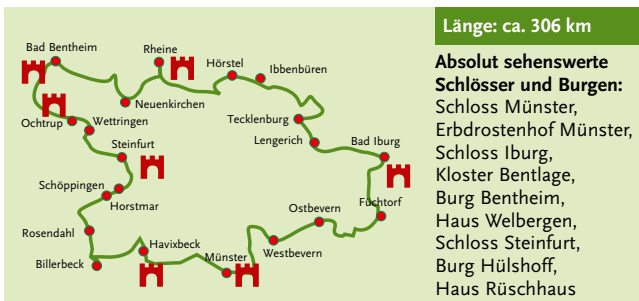 Bad Bentheim
Rheine
Hörstel
Ibbenbüren
Neuenkirchen
Ochtrup
Wettringen
Tecklenburg
Lengerich
Bad Iburg
Steinfurt
Schöppingen
Horstmar
Füchtorf
Ostbevern
Rosendahl
Havixbeck
Westbevern
Billerbeck
Münster
Länge: ca. 306 km
Absolut sehenswerte
Schlösser und Burgen:
Schloss Münster,
Erbdrostenhof Münster,
Schloss Iburg,
Kloster Bentlage,
Burg Bentheim,
Haus Welbergen,
Schloss Steinfurt,
Burg Hülshoff,
Haus Rüschhaus